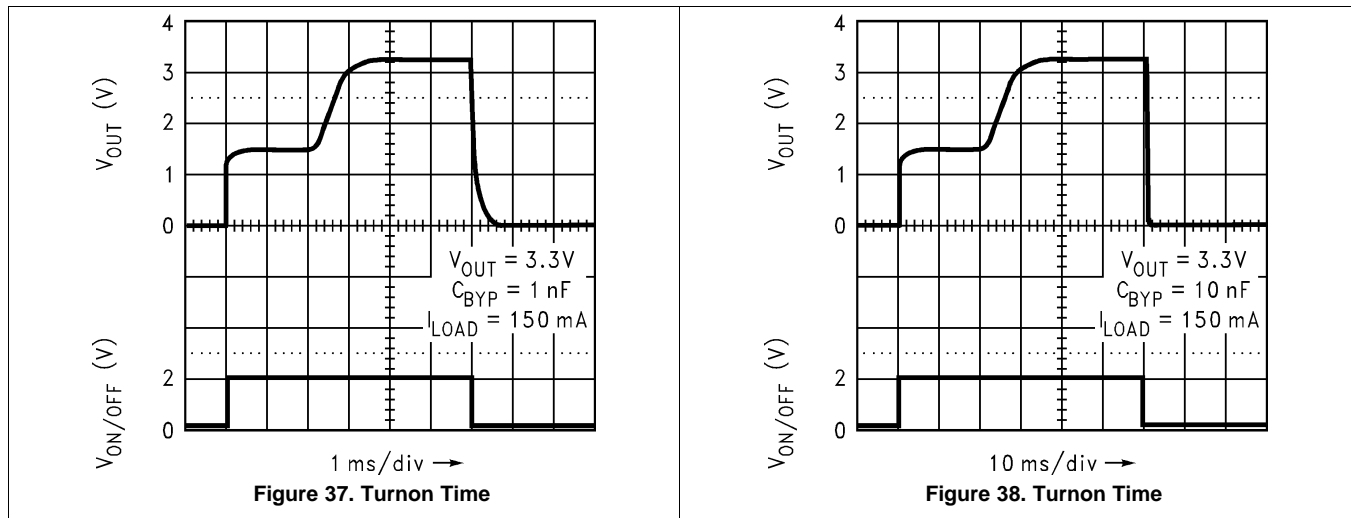 4
3
2
1
0
V_OUT (V)
V_OUT = 3.3V
C_BYP = 1 nF
I_LOAD = 150 mA
2
0
V_ON/OFF (V)
1 ms/div →
Figure 37. Turnon Time
4
3
2
1
0
V_OUT (V)
V_OUT = 3.3V
C_BYP = 10 nF
I_LOAD = 150 mA
2
0
V_ON/OFF (V)
10 ms/div →
Figure 38. Turnon Time